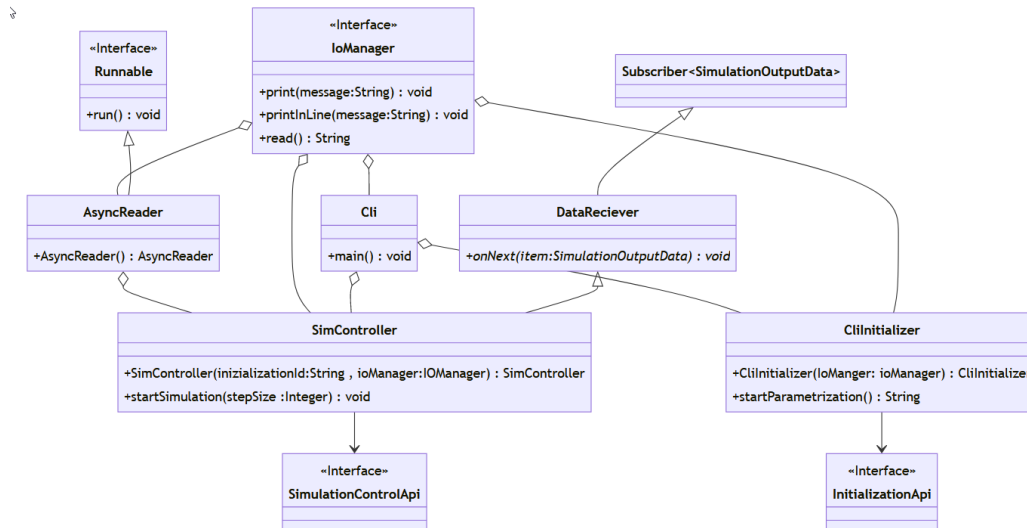 «Interface»
Runnable
+run() : void
«Interface»
IoManager
+print(message:String) : void
+printInLine(message:String) : void
+read() : String
Subscriber<SimulationOutputData>
AsyncReader
+AsyncReader() : AsyncReader
Cli
+main() : void
DataReciever
+onNext(item:SimulationOutputData) : void
SimController
+SimController(inizializationId:String , ioManager:IOManager) : SimController
+startSimulation(stepSize :Integer) : void
CliInitializer
+CliInitializer(IoManger: ioManager) : CliInitializer
+startParametrization() : String
«Interface»
SimulationControlApi
«Interface»
InitializationApi